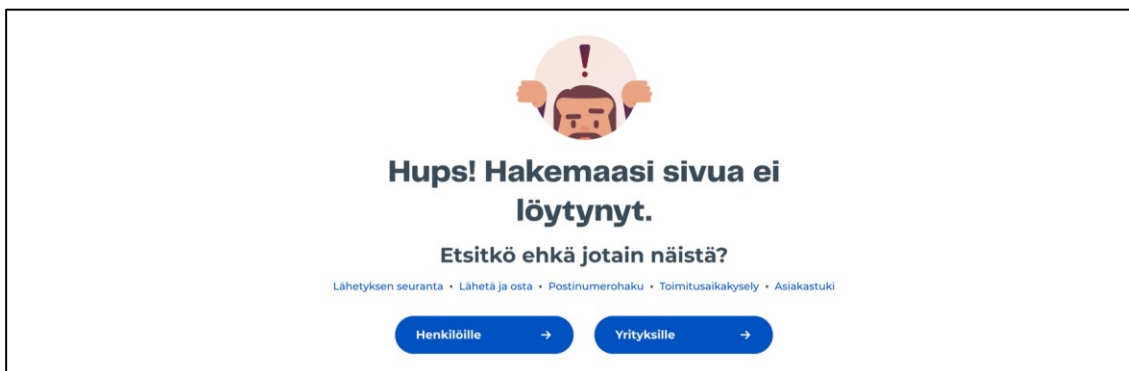 !
Hups! Hakemaasi sivua ei
löytynyt.
Etsitkö ehkä jotain näistä?
Lähetyksen seuranta • Lähetä ja osta • Postinumerohaku • Toimitusaikakysely • Asiakastuki
Henkilöille → Yrityksille →